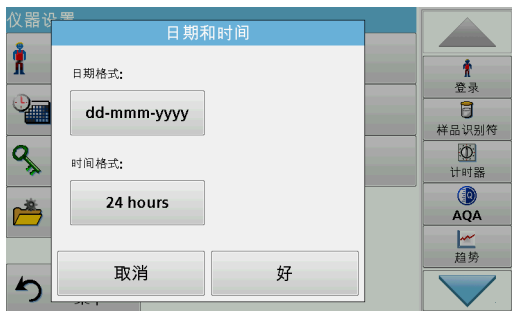 仪器设置
日期和时间
日期格式:
dd-mmm-yyyy
时间格式:
24 hours
取消
好
登录
样品识别符
计时器
AQA
趋势